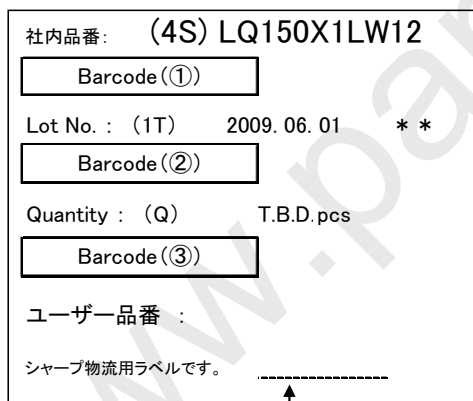 社内品番: (4S) LQ150X1LW12
Barcode(①)
Lot No. : (1T) 2009. 06. 01 * *
Barcode(②)
Quantity : (Q) T.B.D. pcs
Barcode(③)
ユーザー品番 :
シャープ物流用ラベルです。